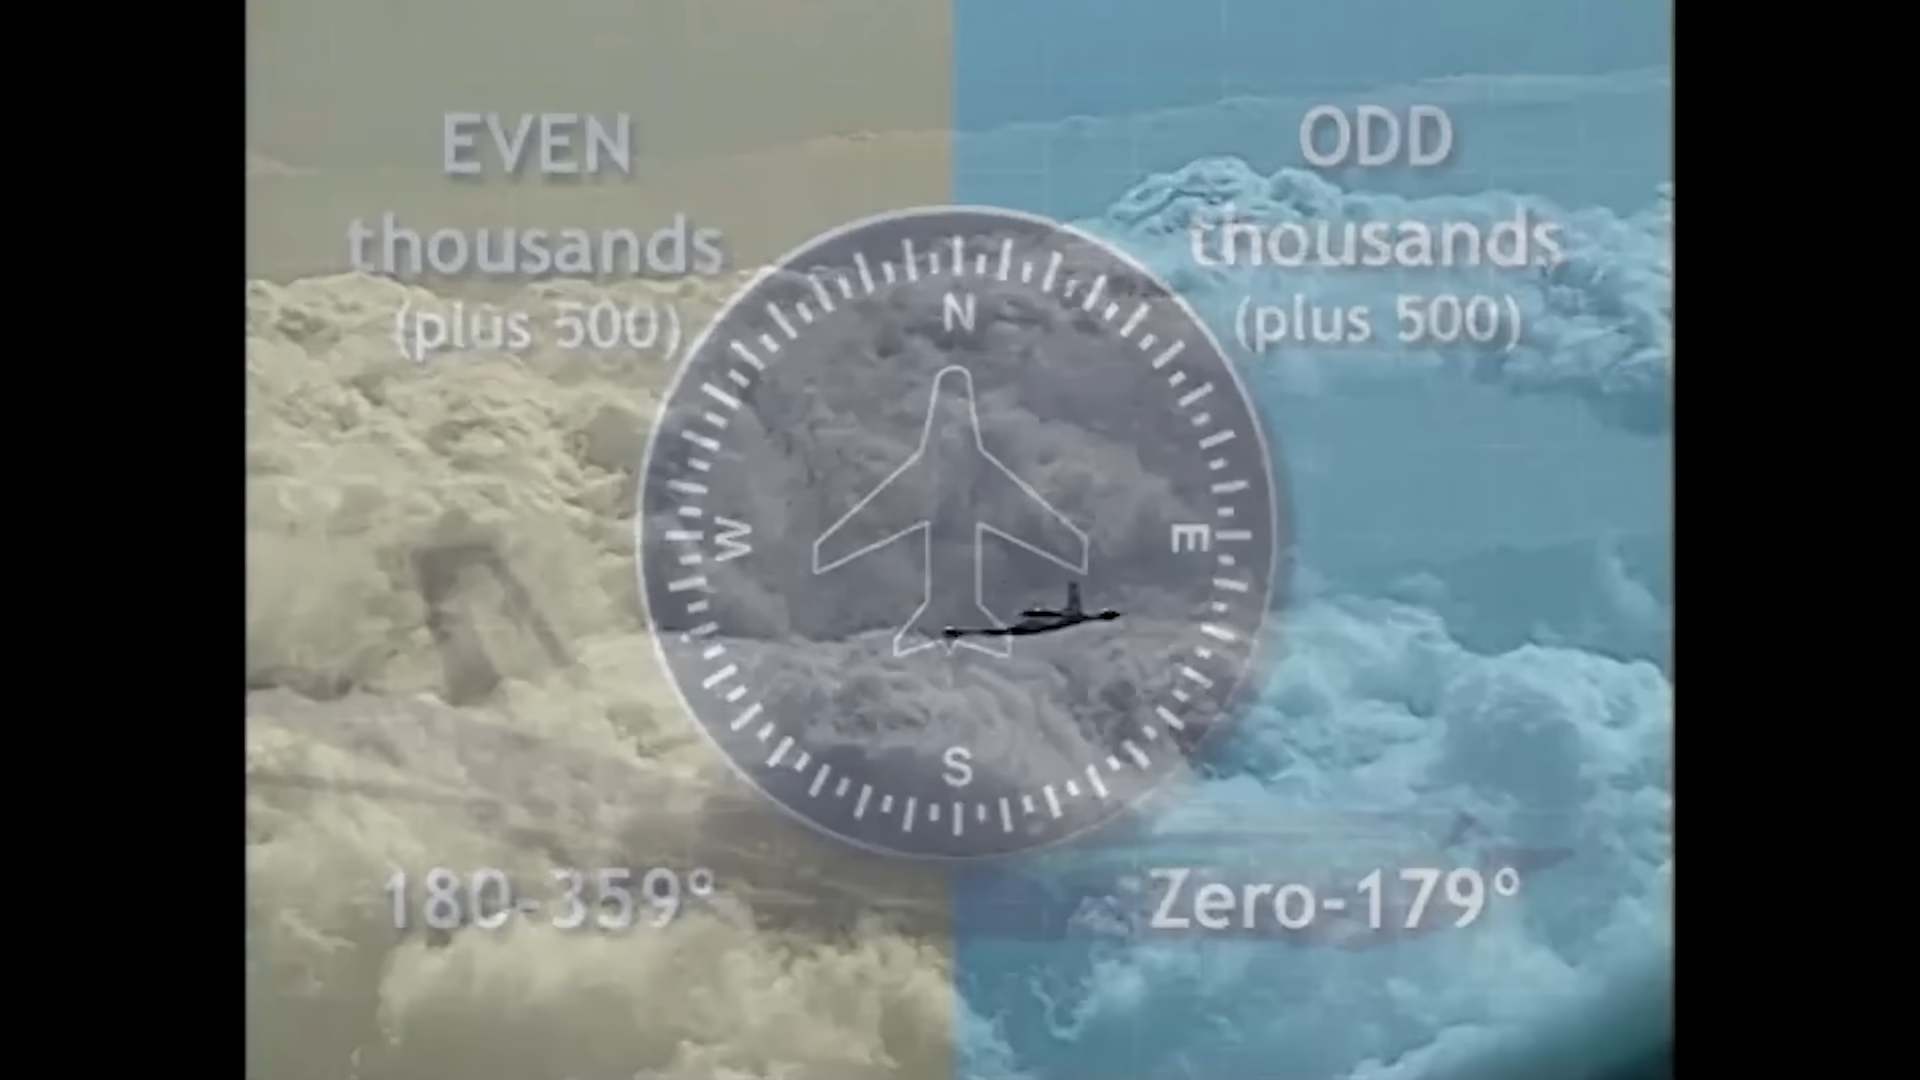 EVEN
thousands
(plus 500)
ODD
thousands
(plus 500)
N
W
E
S
180-359°
Zero-179°